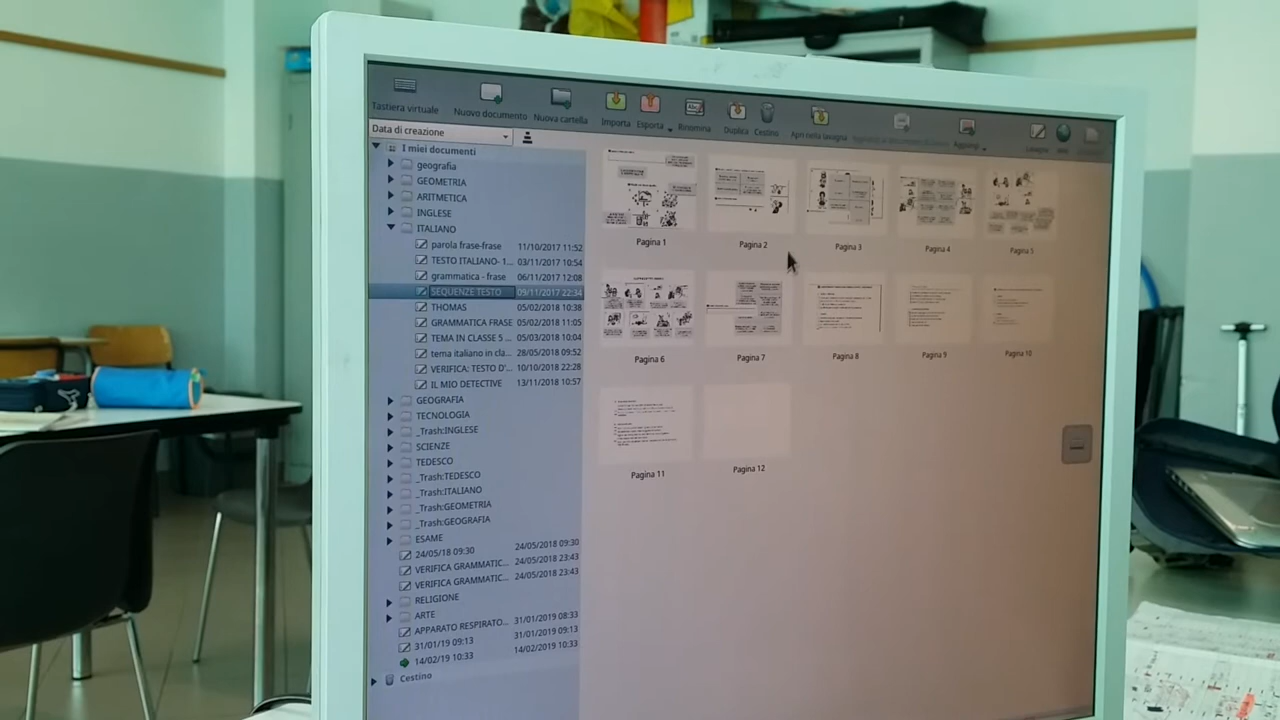 Tastiera virtuale
Nuovo documento
Nuova cartella
Importa
Esporta
Rinomina
Duplica
Cestino
Apri nella lavagna
Aggiungi
Lavagna
Data di creazione
I miei documenti
geografia
GEOMETRIA
ARITMETICA
INGLESE
ITALIANO
parola frase-frase 11/10/2017 11:52
TESTO ITALIANO- 1... 03/11/2017 10:54
grammatica - frase 06/11/2017 12:08
SEQUENZE TESTO 09/11/2017 22:34
THOMAS 05/02/2018 10:38
GRAMMATICA FRASE 05/02/2018 11:05
TEMA IN CLASSE 5 ... 05/03/2018 10:04
tema italiano in cla... 28/05/2018 09:52
VERIFICA: TESTO D'... 10/10/2018 22:28
IL MIO DETECTIVE 13/11/2018 10:57
GEOGRAFIA
TECNOLOGIA
_Trash:INGLESE
SCIENZE
TEDESCO
_Trash:TEDESCO
_Trash:ITALIANO
_Trash:GEOMETRIA
_Trash:GEOGRAFIA
ESAME
24/05/18 09:30 24/05/2018 09:30
VERIFICA GRAMMATIC... 24/05/2018 23:43
VERIFICA GRAMMATIC... 24/05/2018 23:43
RELIGIONE
ARTE
APPARATO RESPIRATO... 31/01/2019 08:33
31/01/19 09:13 31/01/2019 09:13
14/02/19 10:33 14/02/2019 10:33
Cestino
Pagina 1
Pagina 2
Pagina 3
Pagina 4
Pagina 5
Pagina 6
Pagina 7
Pagina 8
Pagina 9
Pagina 10
Pagina 11
Pagina 12